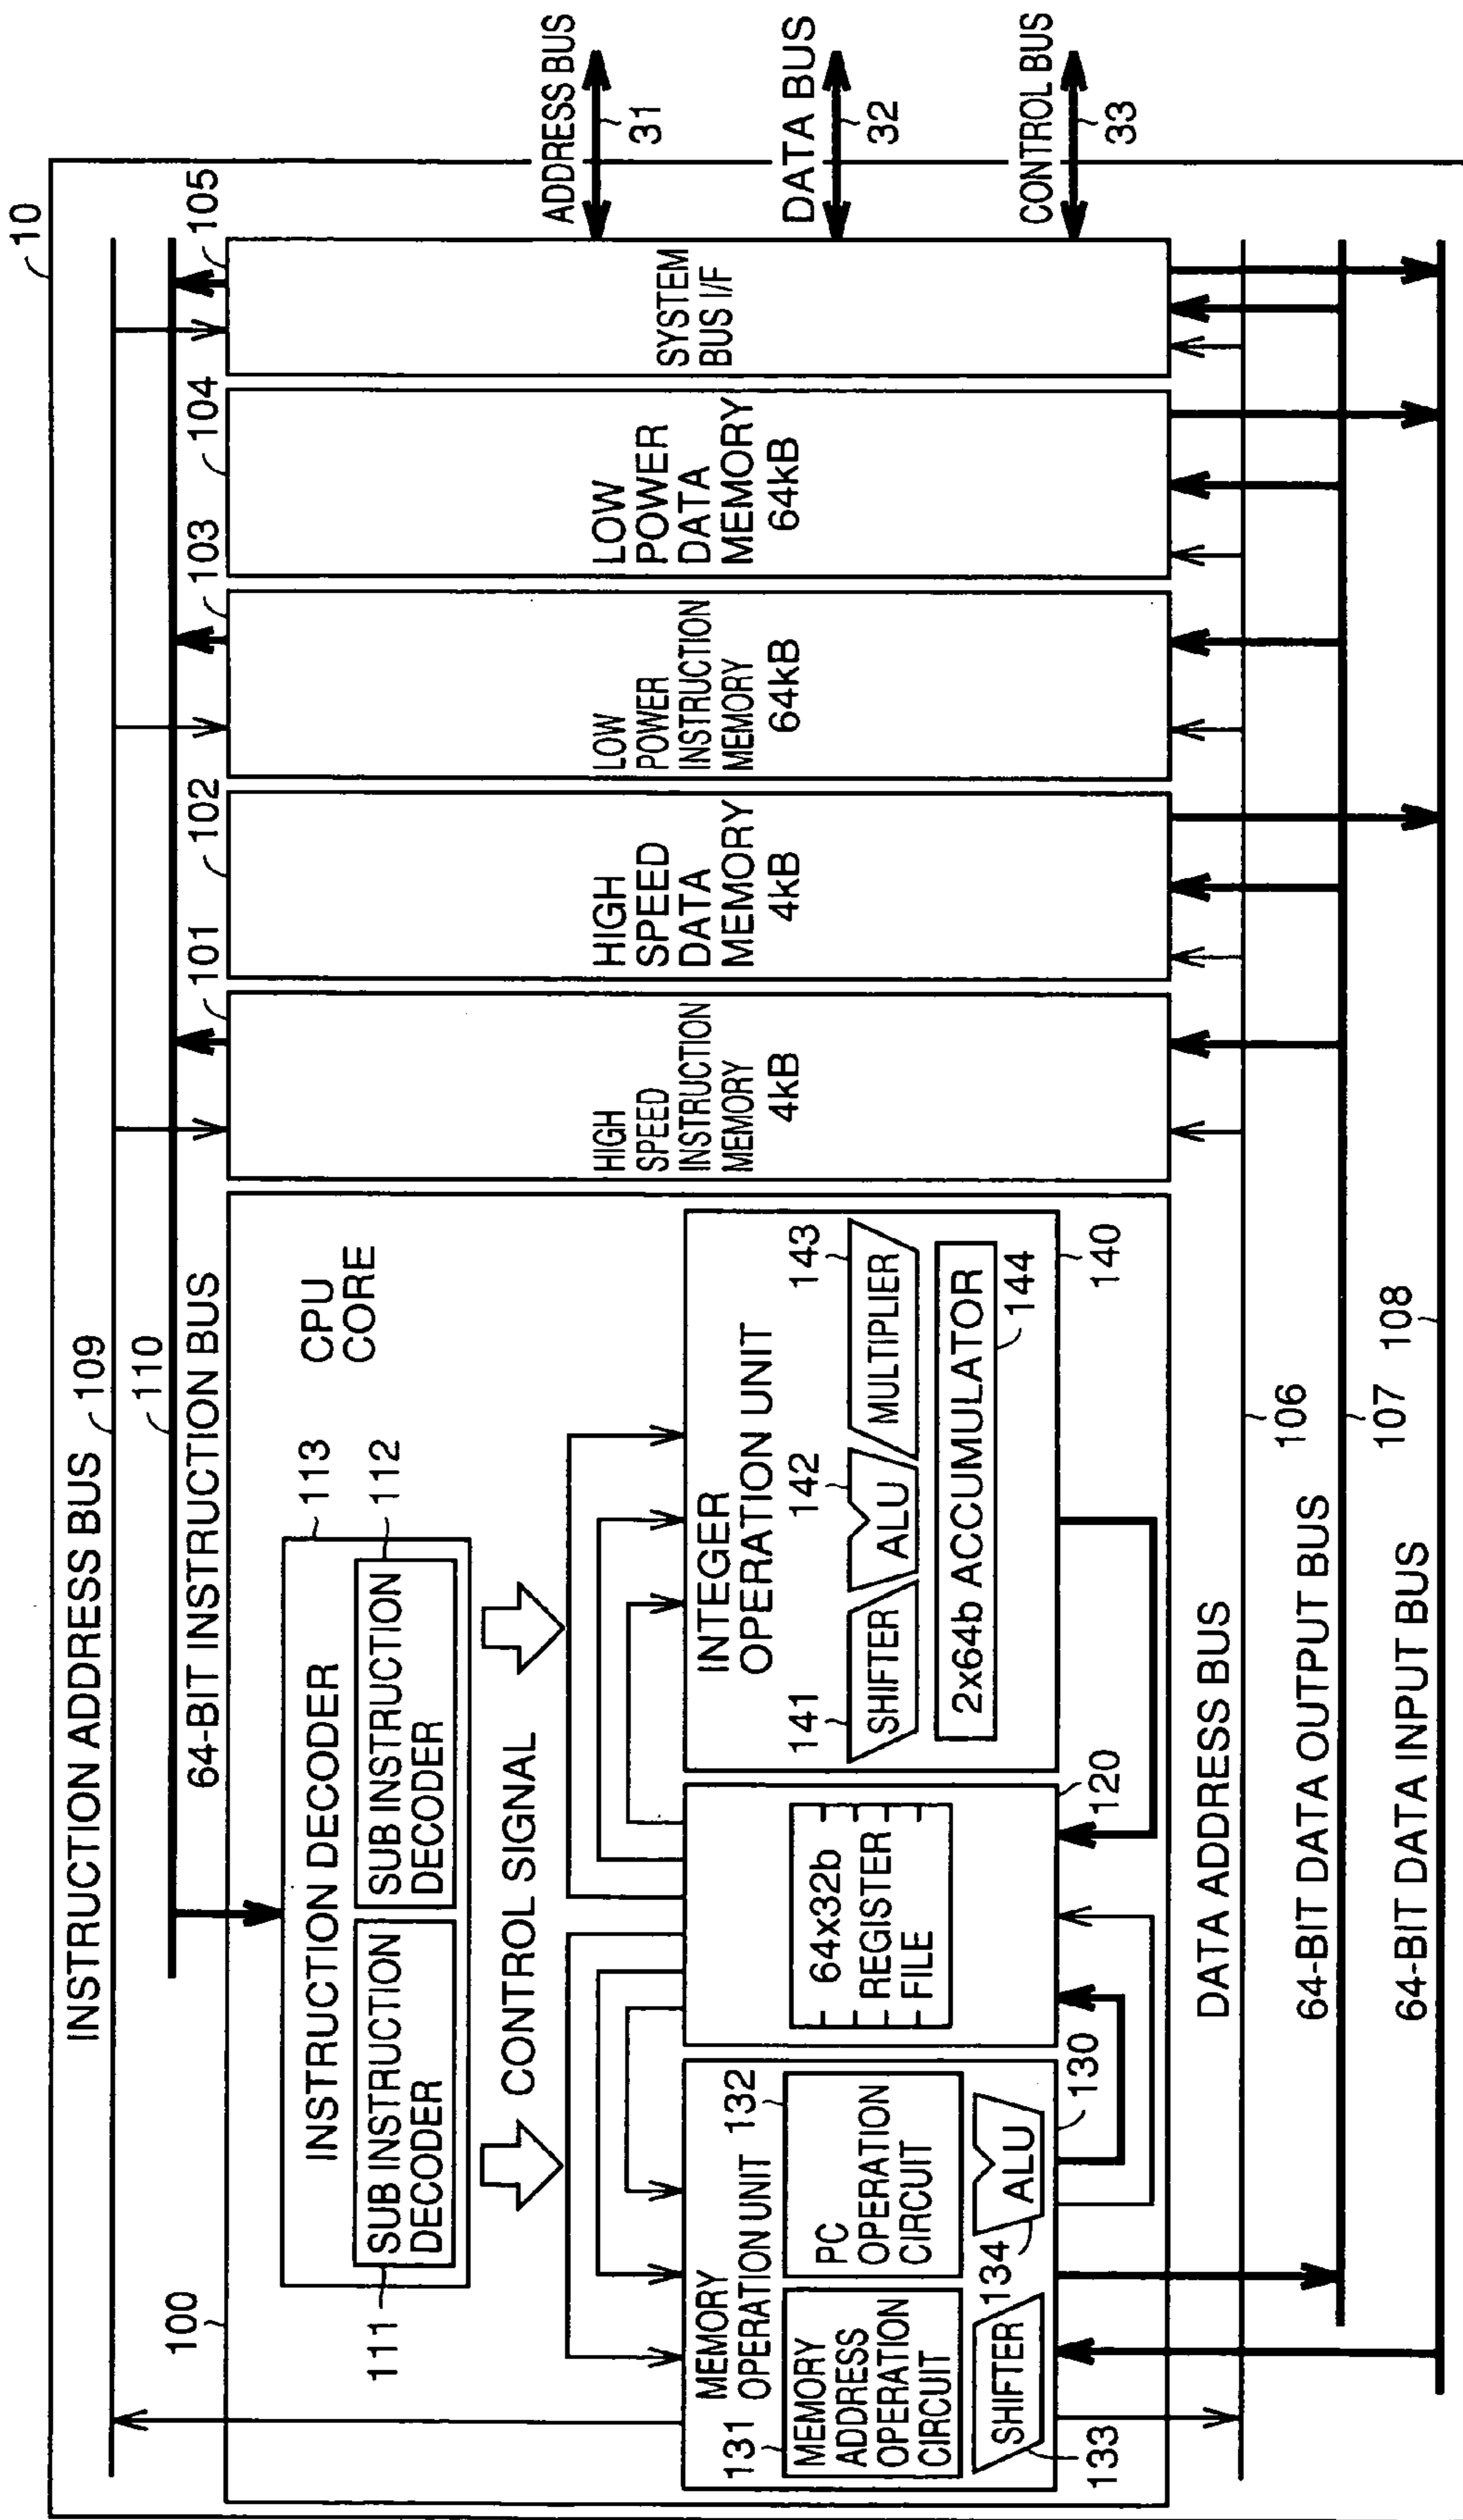 10
INSTRUCTION ADDRESS BUS
109
110
64-BIT INSTRUCTION BUS
100
CPU
CORE
113
INSTRUCTION DECODER
111
SUB INSTRUCTION
DECODER
SUB INSTRUCTION
DECODER
112
CONTROL SIGNAL
MEMORY
OPERATION UNIT
131
MEMORY
ADDRESS
OPERATION
CIRCUIT
132
PC
OPERATION
CIRCUIT
SHIFTER
133
134
ALU
130
64x32b
REGISTER
FILE
120
INTEGER
OPERATION UNIT
141
SHIFTER
142
ALU
143
MULTIPLIER
2x64b ACCUMULATOR
144
140
101
HIGH
SPEED
INSTRUCTION
MEMORY
4kB
102
HIGH
SPEED
DATA
MEMORY
4kB
103
LOW
POWER
INSTRUCTION
MEMORY
64kB
104
LOW
POWER
DATA
MEMORY
64kB
105
SYSTEM
BUS I/F
ADDRESS BUS
31
DATA BUS
32
CONTROL BUS
33
DATA ADDRESS BUS
106
64-BIT DATA OUTPUT BUS
107
64-BIT DATA INPUT BUS
108